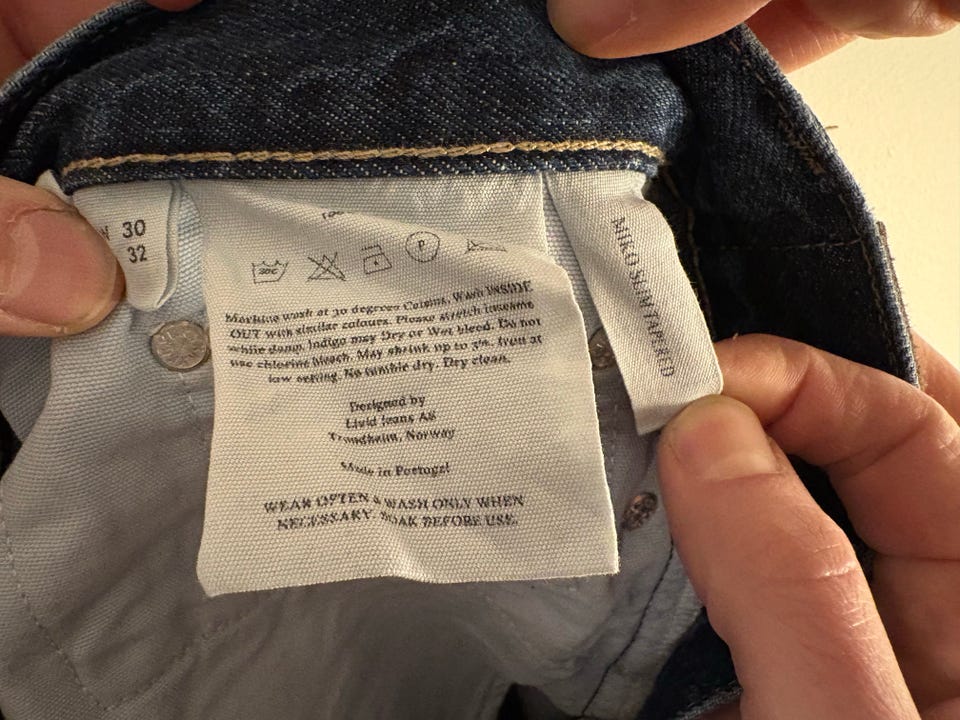 30
32
30C
P
Machine wash at 30 degrees Celsius. Wash INSIDE
OUT with similar colours. Please stretch inseams
while damp. Indigo may Dry or Wet bleed. Do not
use chlorine bleach. May shrink up to 3%. Iron at
low setting. No tumble dry. Dry clean.
Designed by
Livid Jeans AS
Trondheim, Norway
Made in Portugal
WEAR OFTEN & WASH ONLY WHEN
NECESSARY. SOAK BEFORE USE.
MIKO SLIM TAPERED